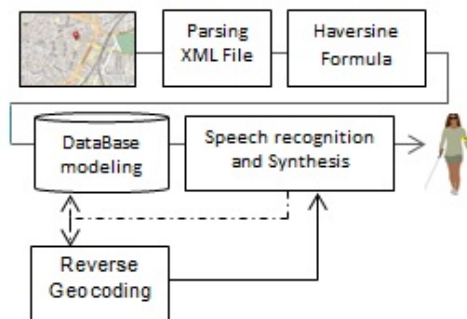 Parsing
XML File
Haversine
Formula
DataBase
modeling
Speech recognition
and Synthesis
Reverse
Geocoding